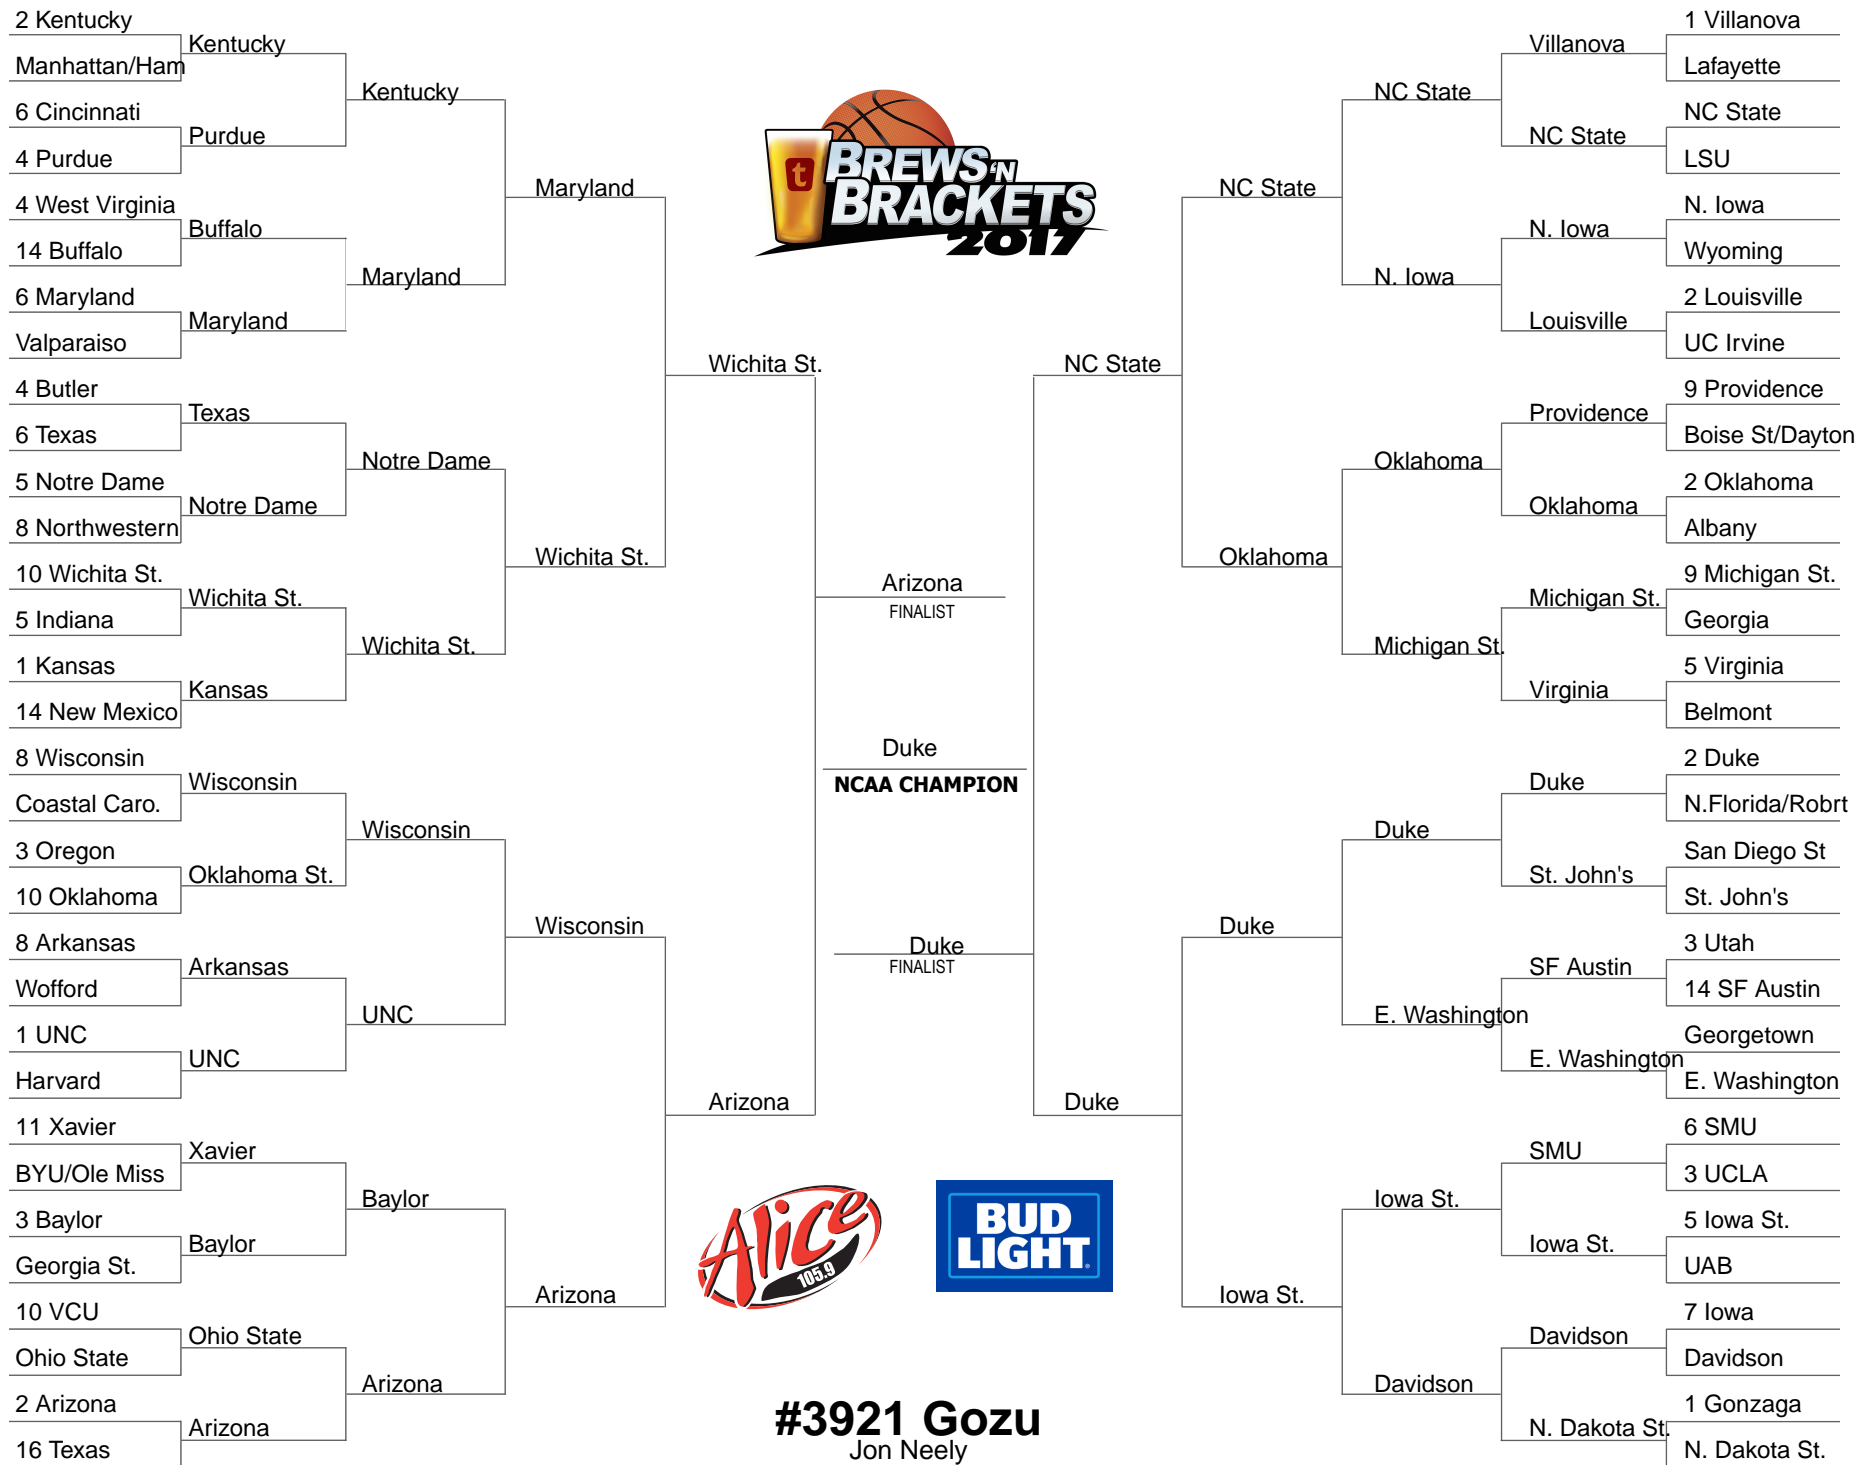 2 Kentucky
Manhattan/Ham
6 Cincinnati
4 Purdue
4 West Virginia
14 Buffalo
6 Maryland
Valparaiso
4 Butler
6 Texas
5 Notre Dame
8 Northwestern
10 Wichita St.
5 Indiana
1 Kansas
14 New Mexico
8 Wisconsin
Coastal Caro.
3 Oregon
10 Oklahoma
8 Arkansas
Wofford
1 UNC
Harvard
11 Xavier
BYU/Ole Miss
3 Baylor
Georgia St.
10 VCU
Ohio State
2 Arizona
16 Texas
Kentucky
Purdue
Buffalo
Maryland
Texas
Notre Dame
Wichita St.
Kansas
Wisconsin
Oklahoma St.
Arkansas
UNC
Xavier
Baylor
Ohio State
Arizona
Kentucky
Maryland
Notre Dame
Wichita St.
Wisconsin
UNC
Baylor
Arizona
Maryland
Wichita St.
Wisconsin
Arizona
Wichita St.
Arizona
t
BREWS 'N
BRACKETS
2017
Arizona
FINALIST
Duke
NCAA CHAMPION
Duke
FINALIST
Alice
105.9
BUD
LIGHT
#3921 Gozu
Jon Neely
NC State
Duke
NC State
Oklahoma
Duke
Iowa St.
NC State
N. Iowa
Oklahoma
Michigan St.
Duke
E. Washington
Iowa St.
Davidson
Villanova
NC State
N. Iowa
Louisville
Providence
Oklahoma
Michigan St.
Virginia
Duke
St. John's
SF Austin
E. Washington
SMU
Iowa St.
Davidson
N. Dakota St.
1 Villanova
Lafayette
NC State
LSU
N. Iowa
Wyoming
2 Louisville
UC Irvine
9 Providence
Boise St/Dayton
2 Oklahoma
Albany
9 Michigan St.
Georgia
5 Virginia
Belmont
2 Duke
N.Florida/Robrt
San Diego St
St. John's
3 Utah
14 SF Austin
Georgetown
E. Washington
6 SMU
3 UCLA
5 Iowa St.
UAB
7 Iowa
Davidson
1 Gonzaga
N. Dakota St.